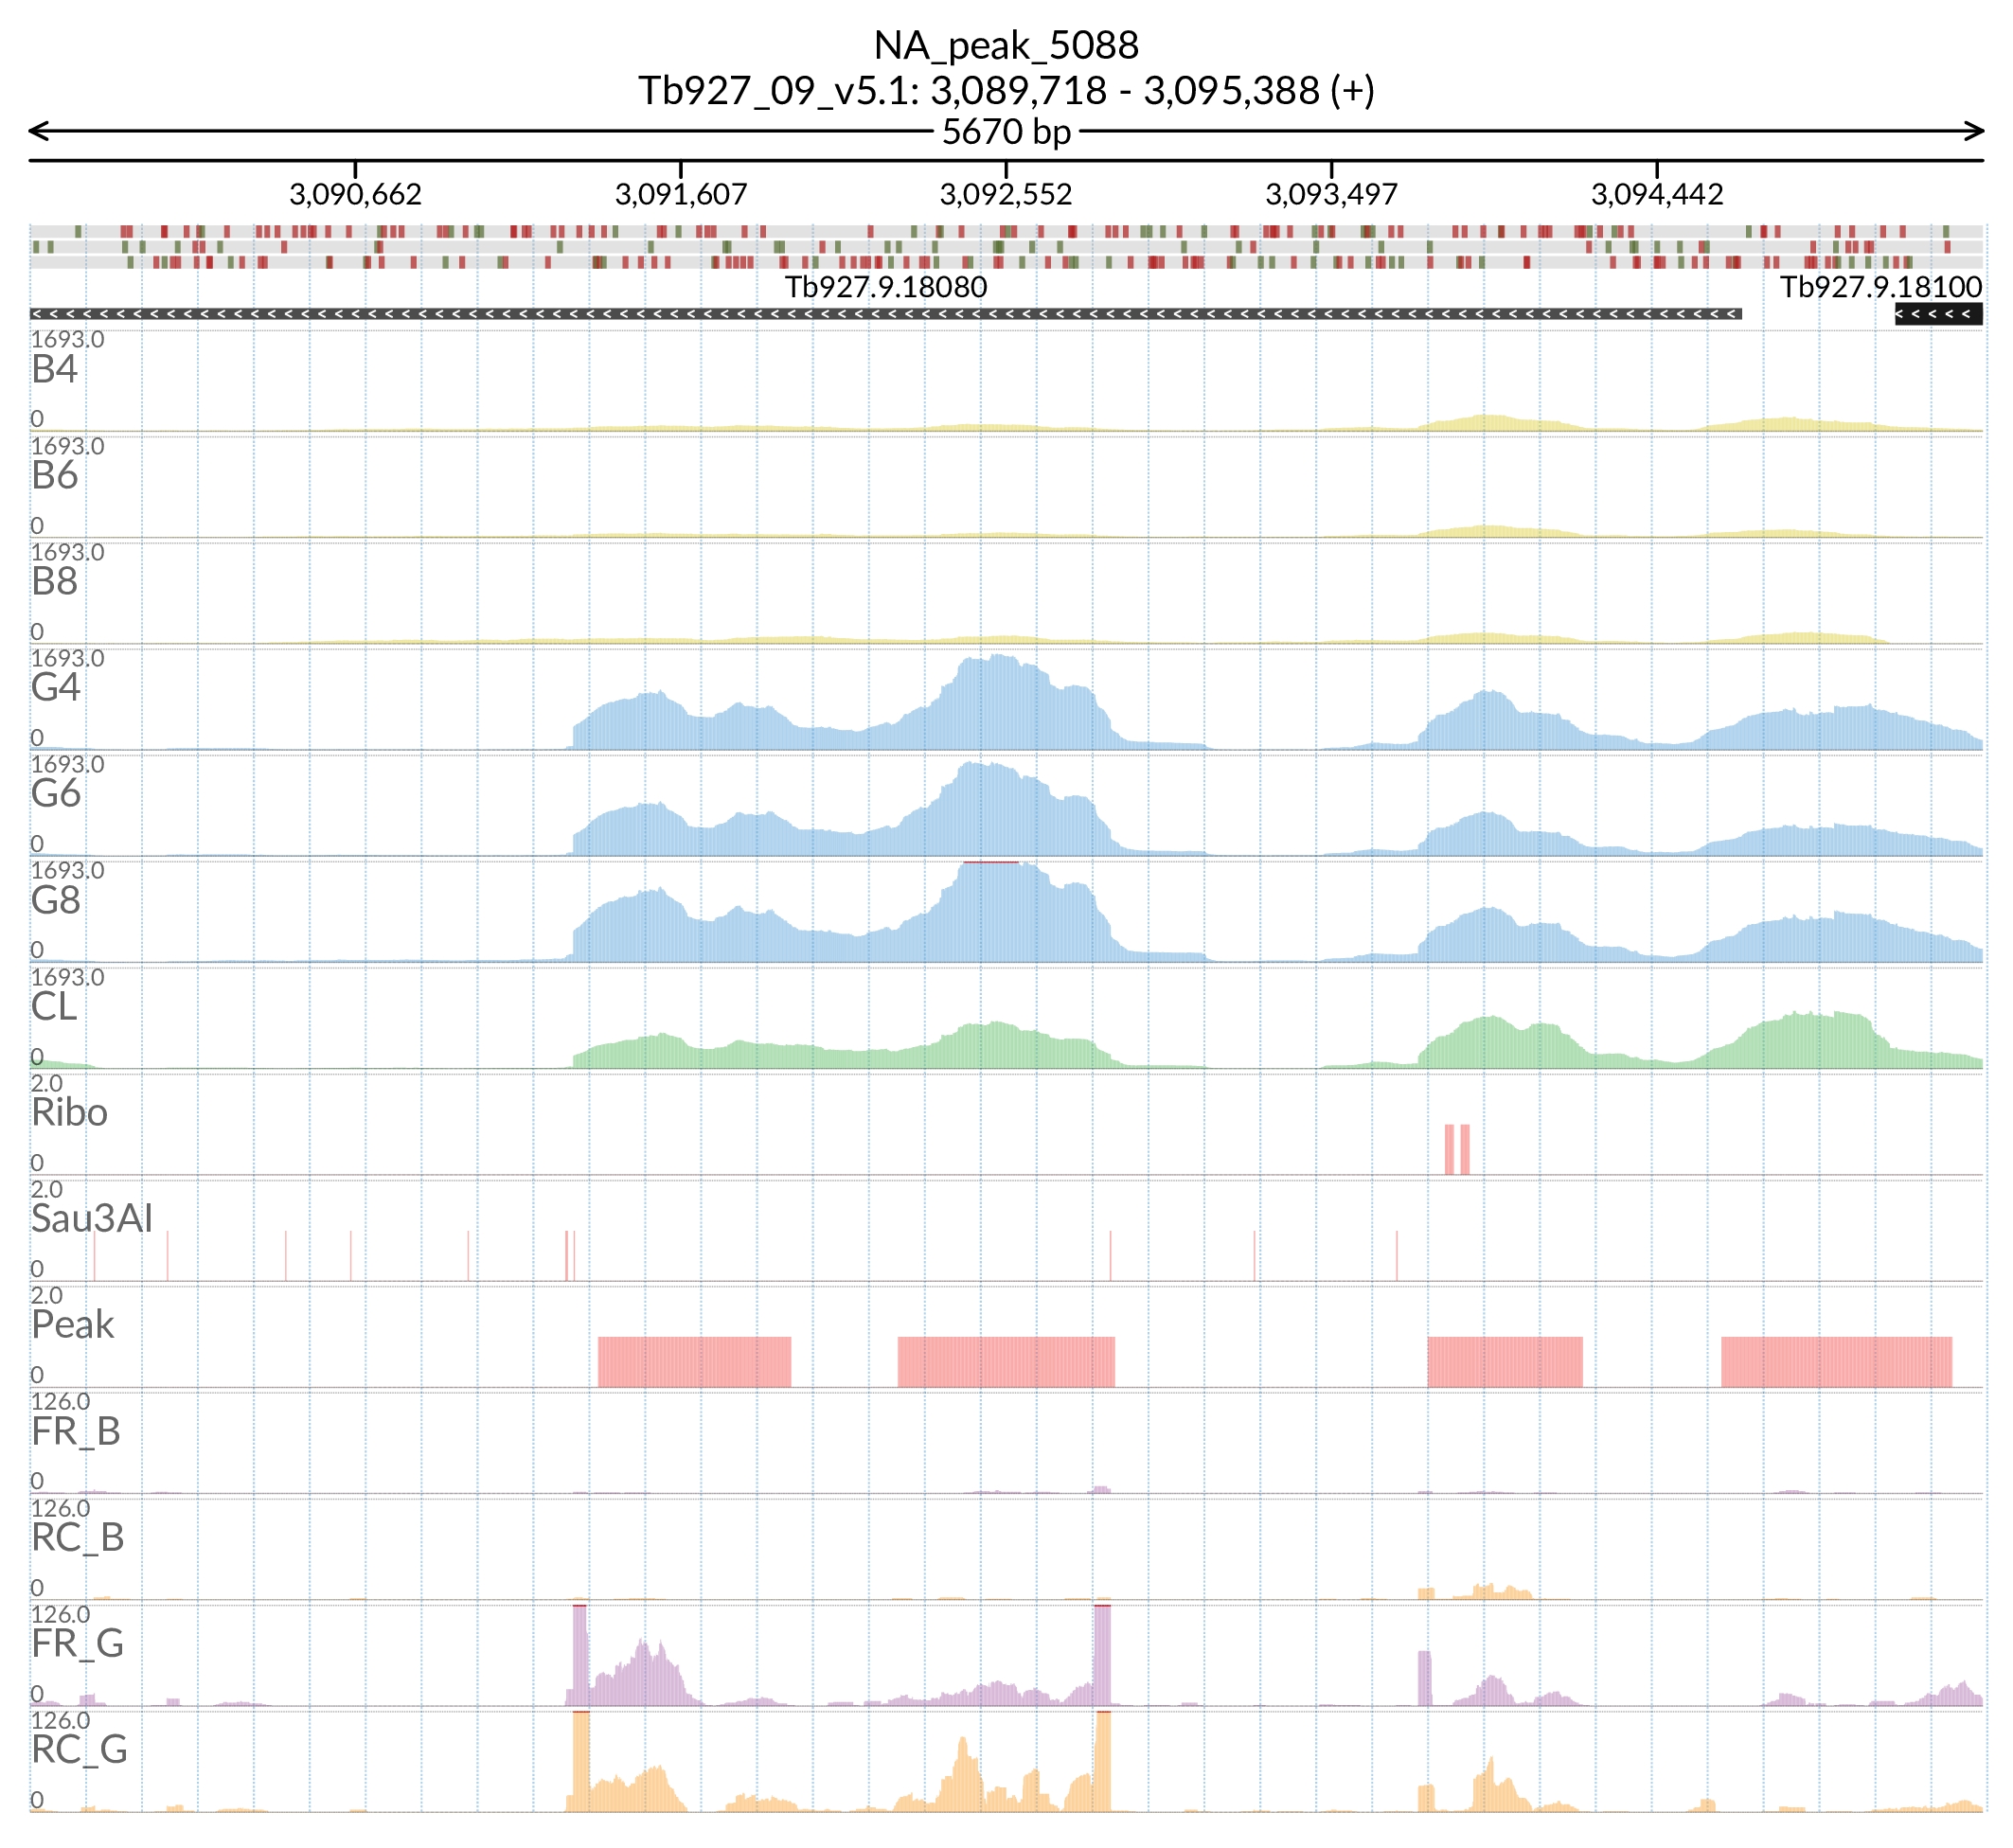 NA_peak_5088
Tb927_09_v5.1: 3,089,718 - 3,095,388 (+)
5670 bp
3,090,662 3,091,607 3,092,552 3,093,497 3,094,442
Tb927.9.18080 Tb927.9.18100
1693.0
B4
0
1693.0
B6
0
1693.0
B8
0
1693.0
G4
0
1693.0
G6
0
1693.0
G8
0
1693.0
CL
0
2.0
Ribo
0
2.0
Sau3AI
0
2.0
Peak
0
126.0
FR_B
0
126.0
RC_B
0
126.0
FR_G
0
126.0
RC_G
0